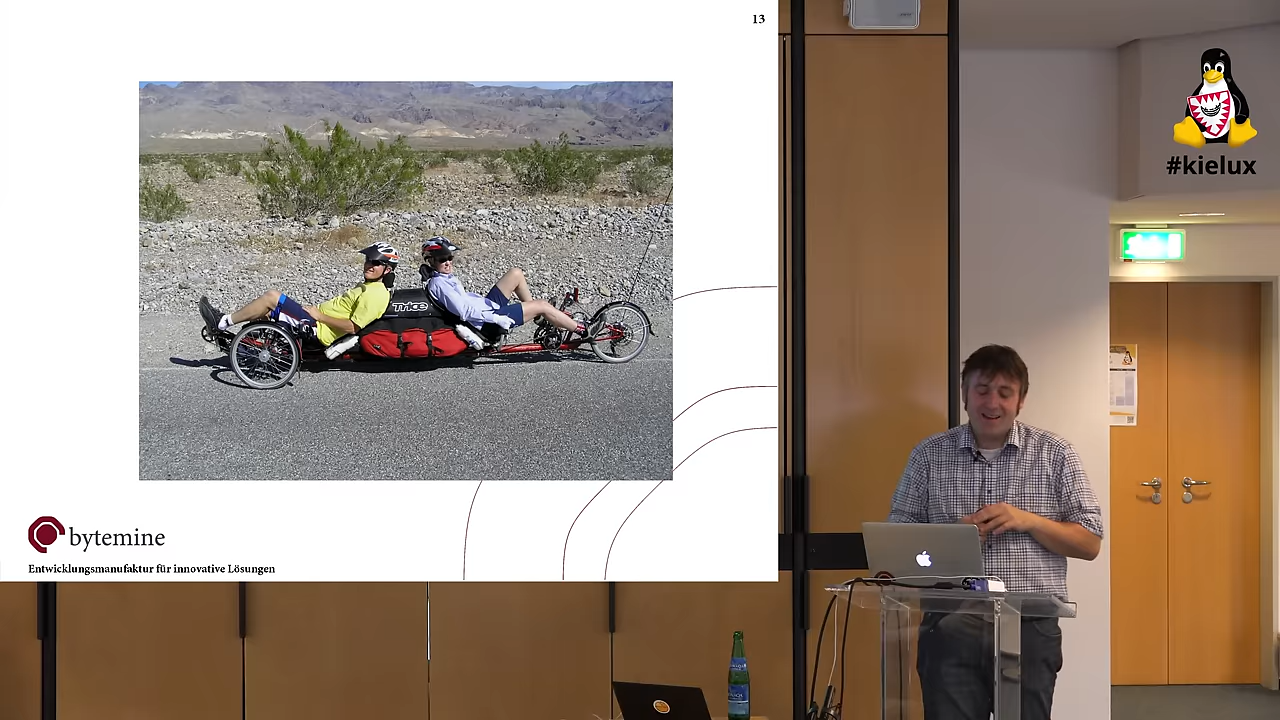 13
TRICE
bytemine
Entwicklungsmanufaktur für innovative Lösungen
#kielux